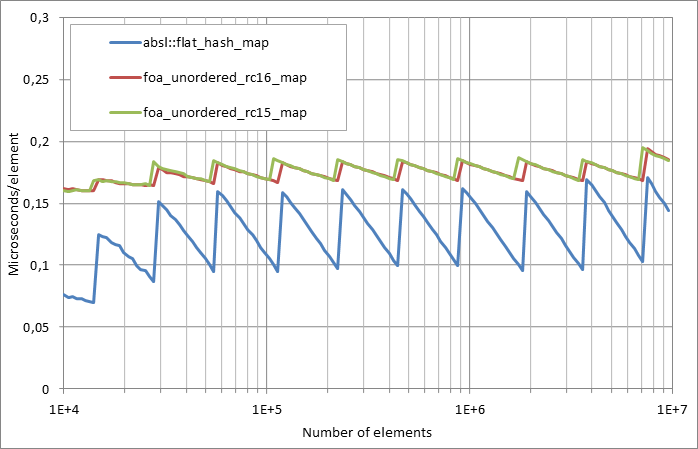 0,3
0,25
0,2
0,15
0,1
0,05
0
Microseconds/element
absl::flat_hash_map
foa_unordered_rc16_map
foa_unordered_rc15_map
1E+4 1E+5 1E+6 1E+7
Number of elements